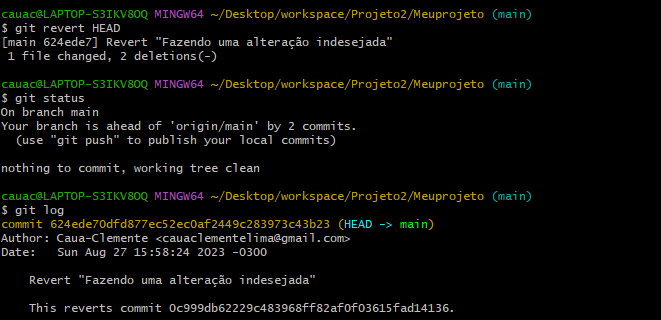 cauac@LAPTOP-S3IKV8OQ MINGW64 ~/Desktop/workspace/Projeto2/Meuprojeto (main)
$ git revert HEAD
[main 624ede7] Revert "Fazendo uma alteração indesejada"
 1 file changed, 2 deletions(-)

cauac@LAPTOP-S3IKV8OQ MINGW64 ~/Desktop/workspace/Projeto2/Meuprojeto (main)
$ git status
On branch main
Your branch is ahead of 'origin/main' by 2 commits.
  (use "git push" to publish your local commits)

nothing to commit, working tree clean

cauac@LAPTOP-S3IKV8OQ MINGW64 ~/Desktop/workspace/Projeto2/Meuprojeto (main)
$ git log
commit 624ede70dfd877ec52ec0af2449c283973c43b23 (HEAD -> main)
Author: Caua-Clemente <cauaclementelima@gmail.com>
Date:   Sun Aug 27 15:58:24 2023 -0300

    Revert "Fazendo uma alteração indesejada"

    This reverts commit 0c999db62229c483968ff82af0f03615fad14136.